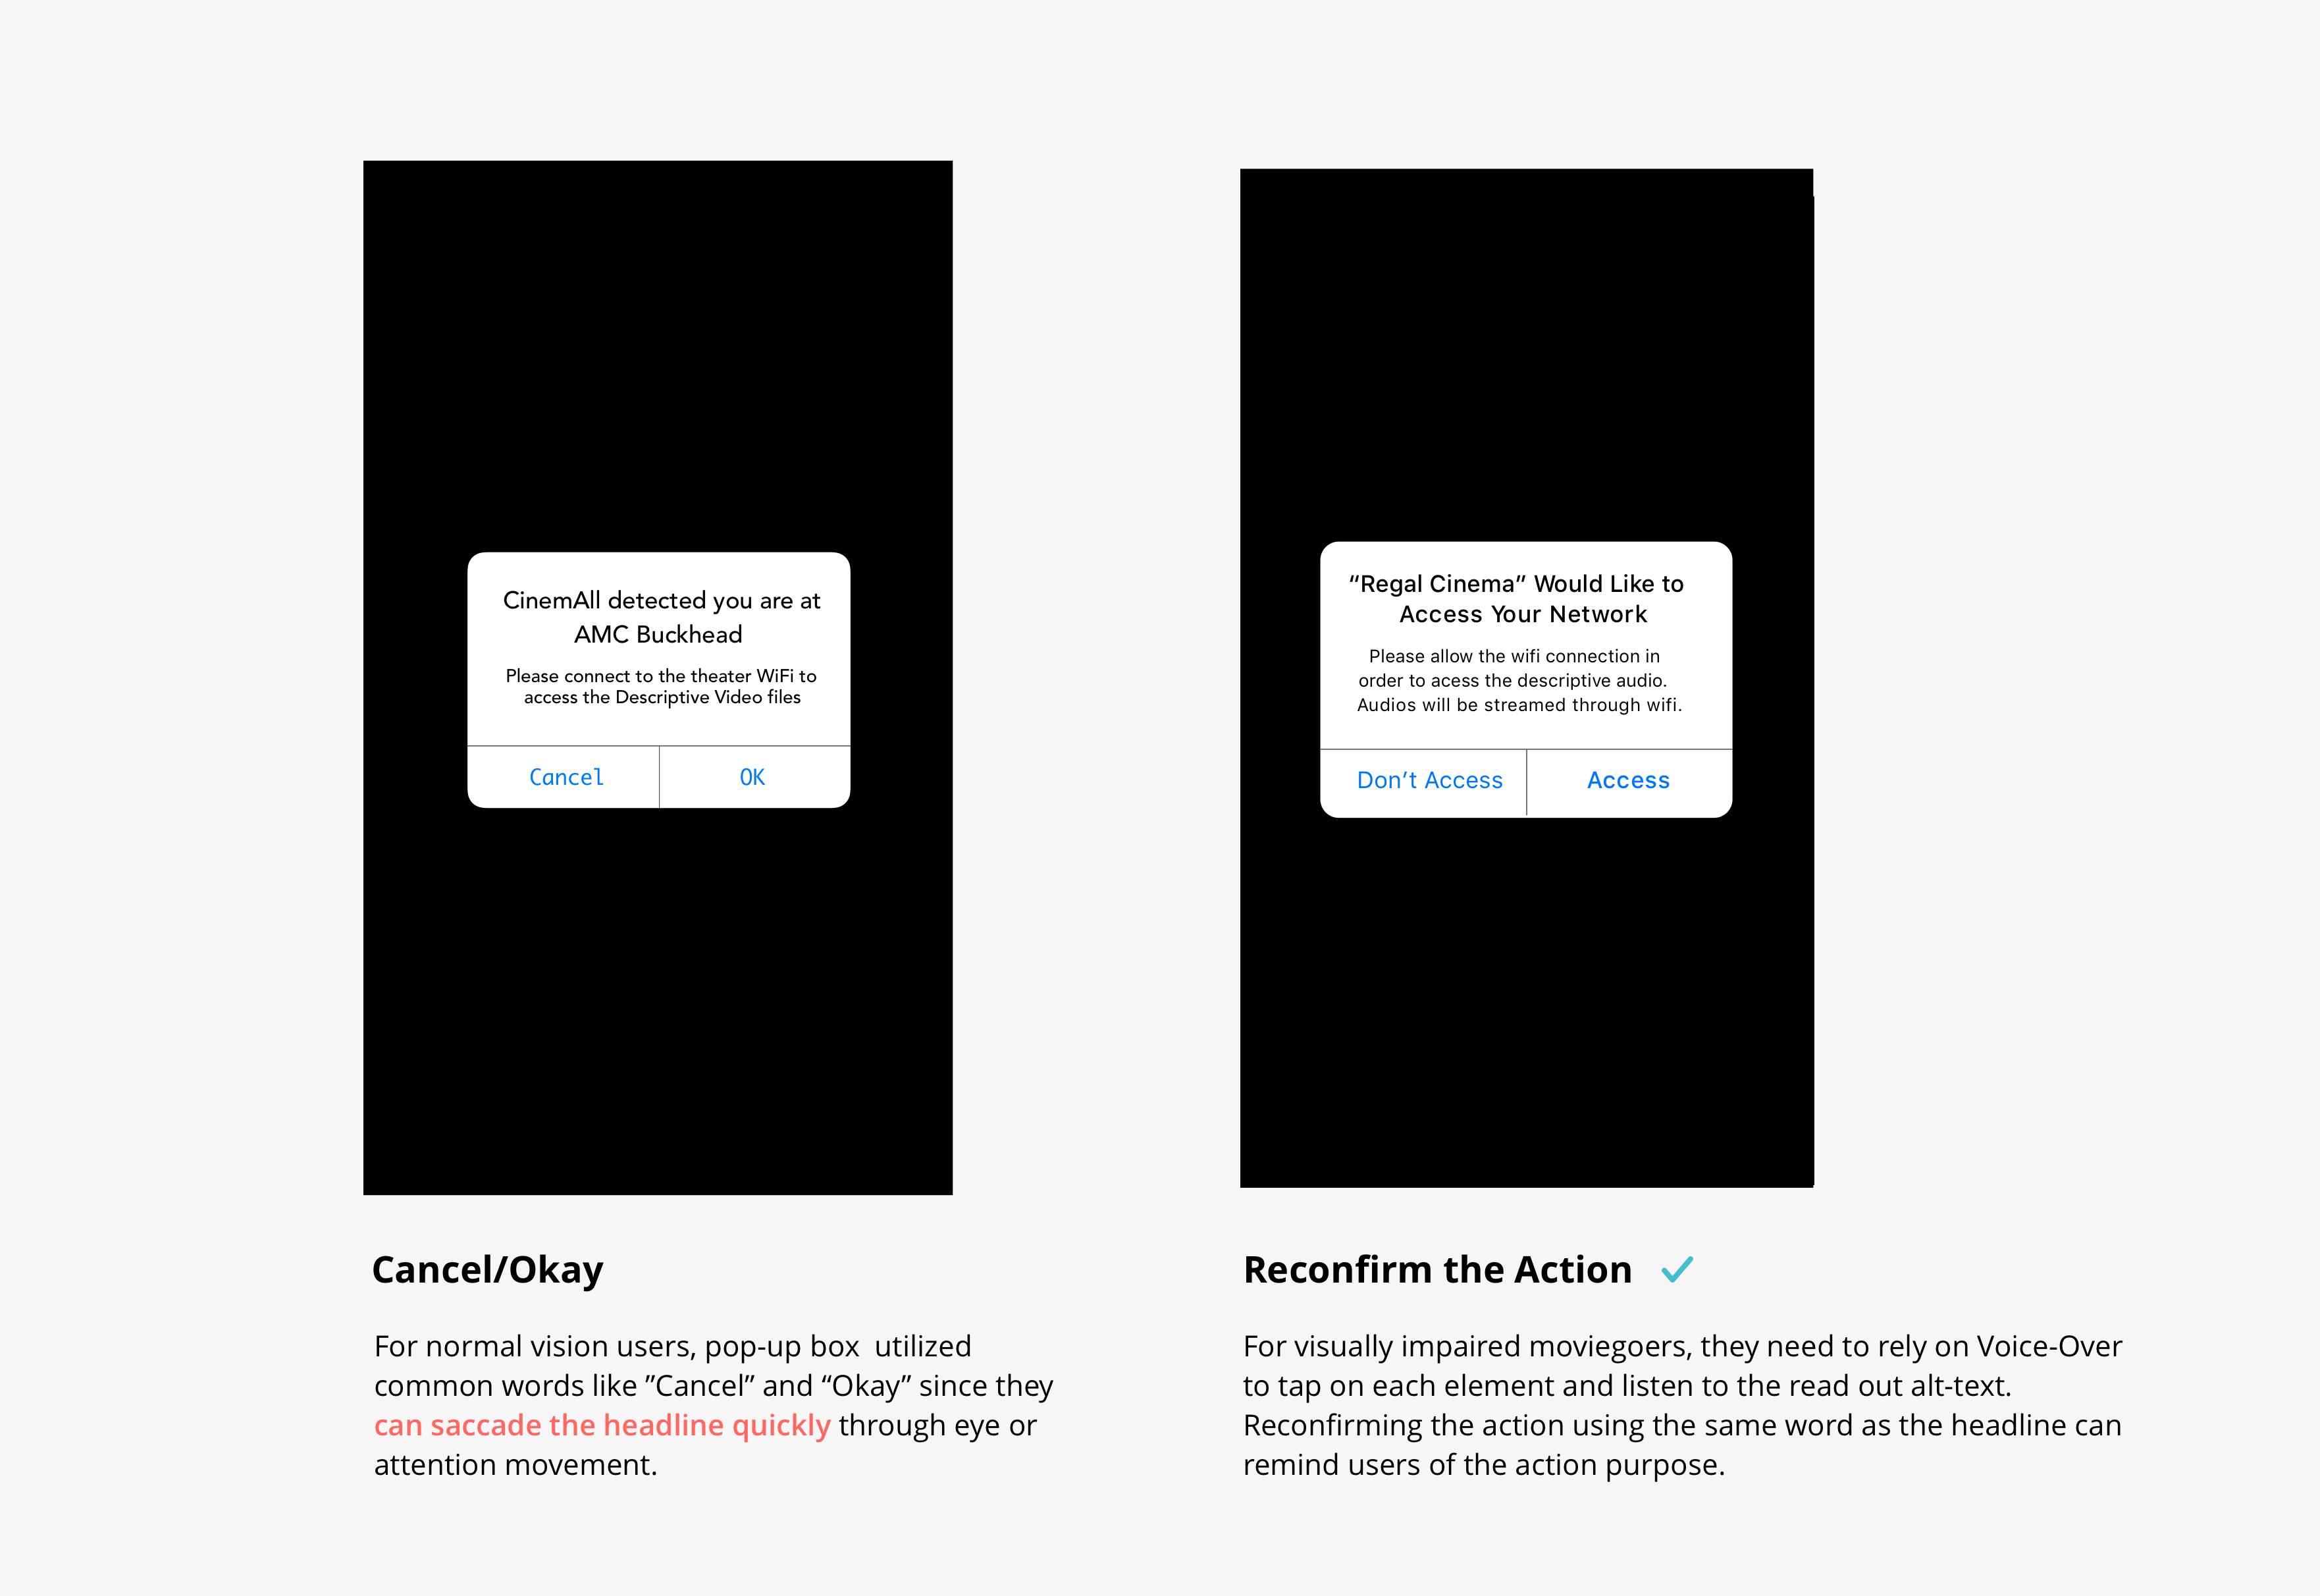 CinemAll detected you are at
AMC Buckhead
Please connect to the theater WiFi to
access the Descriptive Video files
Cancel
OK
“Regal Cinema” Would Like to
Access Your Network
Please allow the wifi connection in
order to acess the descriptive audio.
Audios will be streamed through wifi.
Don’t Access
Access
Cancel/Okay
For normal vision users, pop-up box  utilized
common words like ”Cancel” and “Okay” since they
can saccade the headline quickly through eye or
attention movement.
Reconfirm the Action
For visually impaired moviegoers, they need to rely on Voice-Over
to tap on each element and listen to the read out alt-text.
Reconfirming the action using the same word as the headline can
remind users of the action purpose.